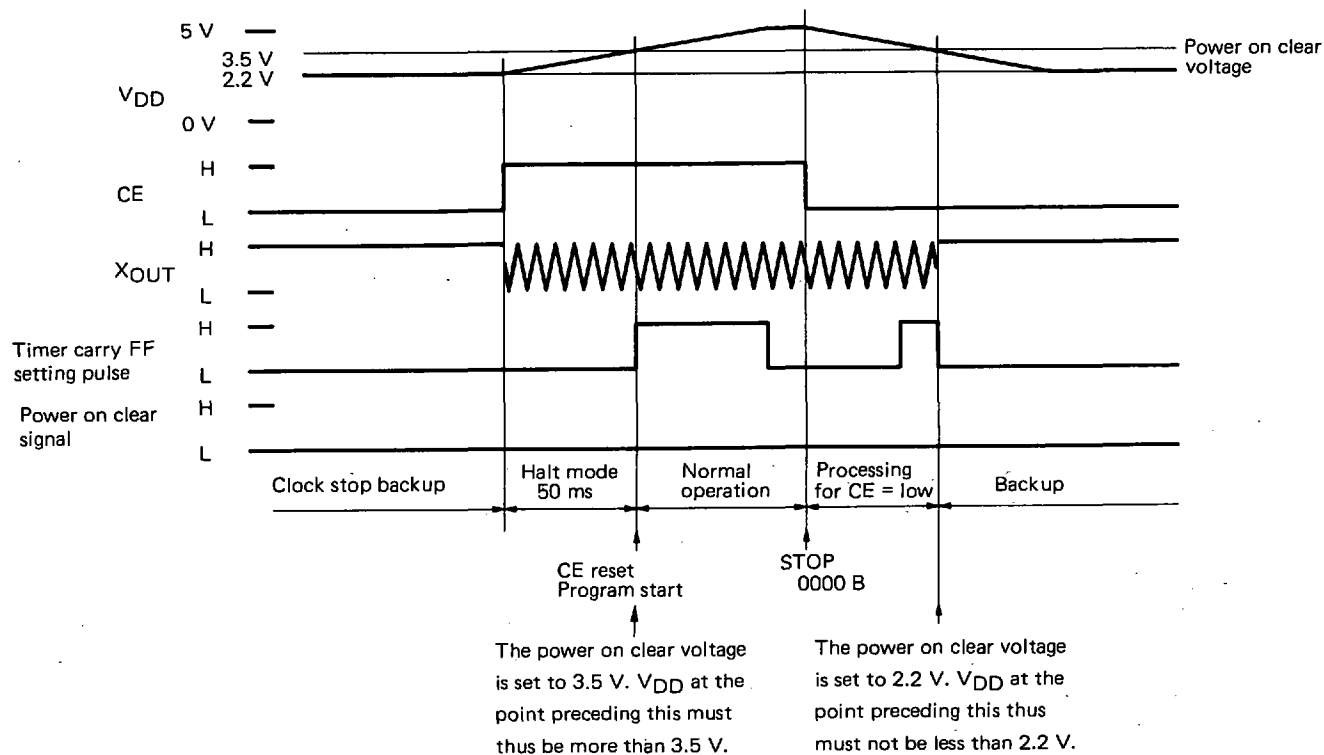 5 V
3.5 V
2.2 V
Power on clear
voltage
VDD
0 V
H
CE
L
H
XOUT
L
H
Timer carry FF
setting pulse
L
H
Power on clear
signal
L
Clock stop backup
Halt mode
50 ms
Normal
operation
Processing
for CE = low
Backup
CE reset
Program start
STOP
0000 B
The power on clear voltage
is set to 3.5 V. VDD at the
point preceding this must
thus be more than 3.5 V.
The power on clear voltage
is set to 2.2 V. VDD at the
point preceding this thus
must not be less than 2.2 V.